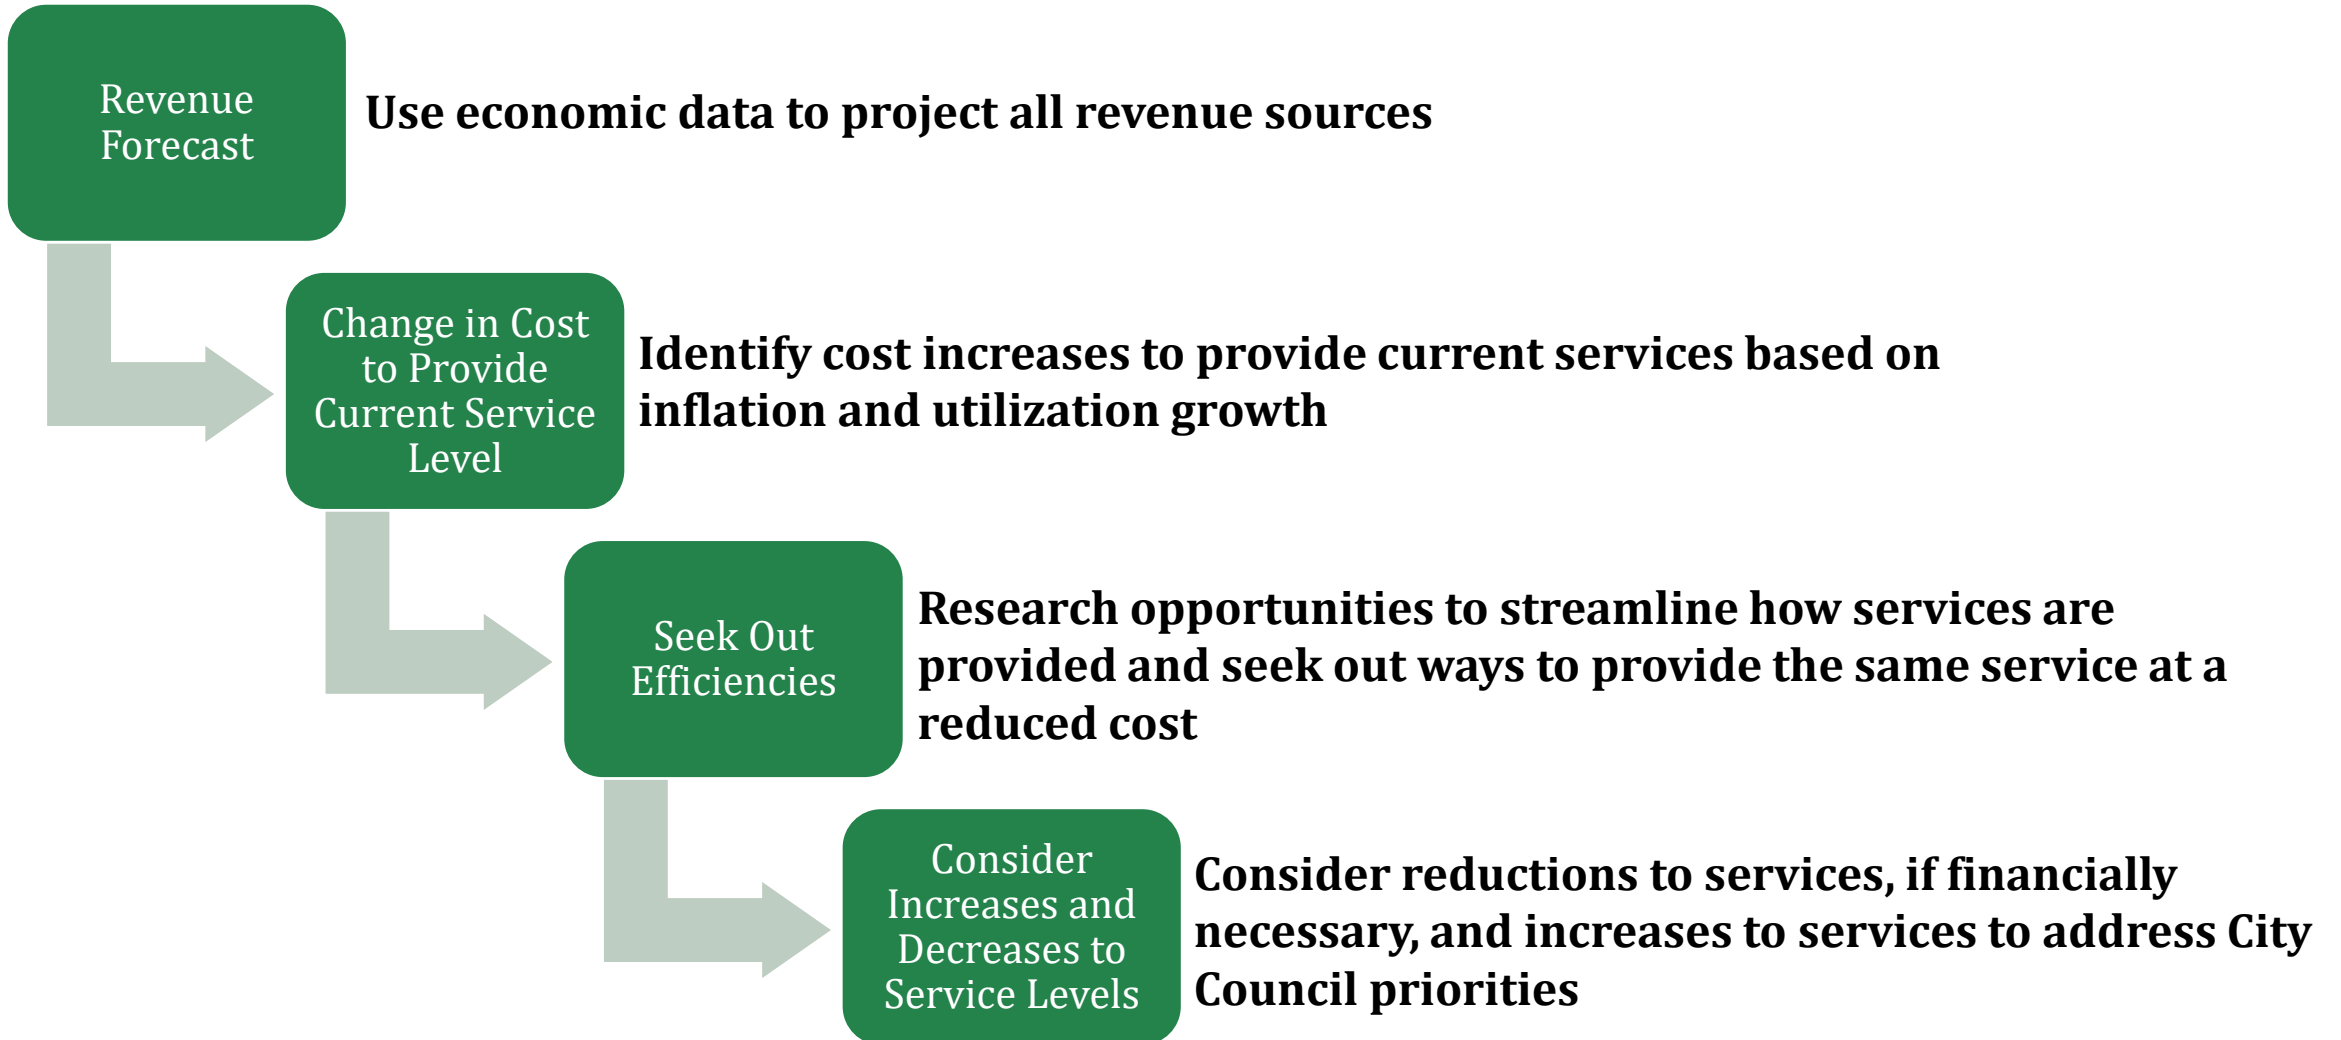 Revenue
Forecast
Use economic data to project all revenue sources
Change in Cost
to Provide
Current Service
Level
Identify cost increases to provide current services based on
inflation and utilization growth
Seek Out
Efficiencies
Research opportunities to streamline how services are
provided and seek out ways to provide the same service at a
reduced cost
Consider
Increases and
Decreases to
Service Levels
Consider reductions to services, if financially
necessary, and increases to services to address City
Council priorities